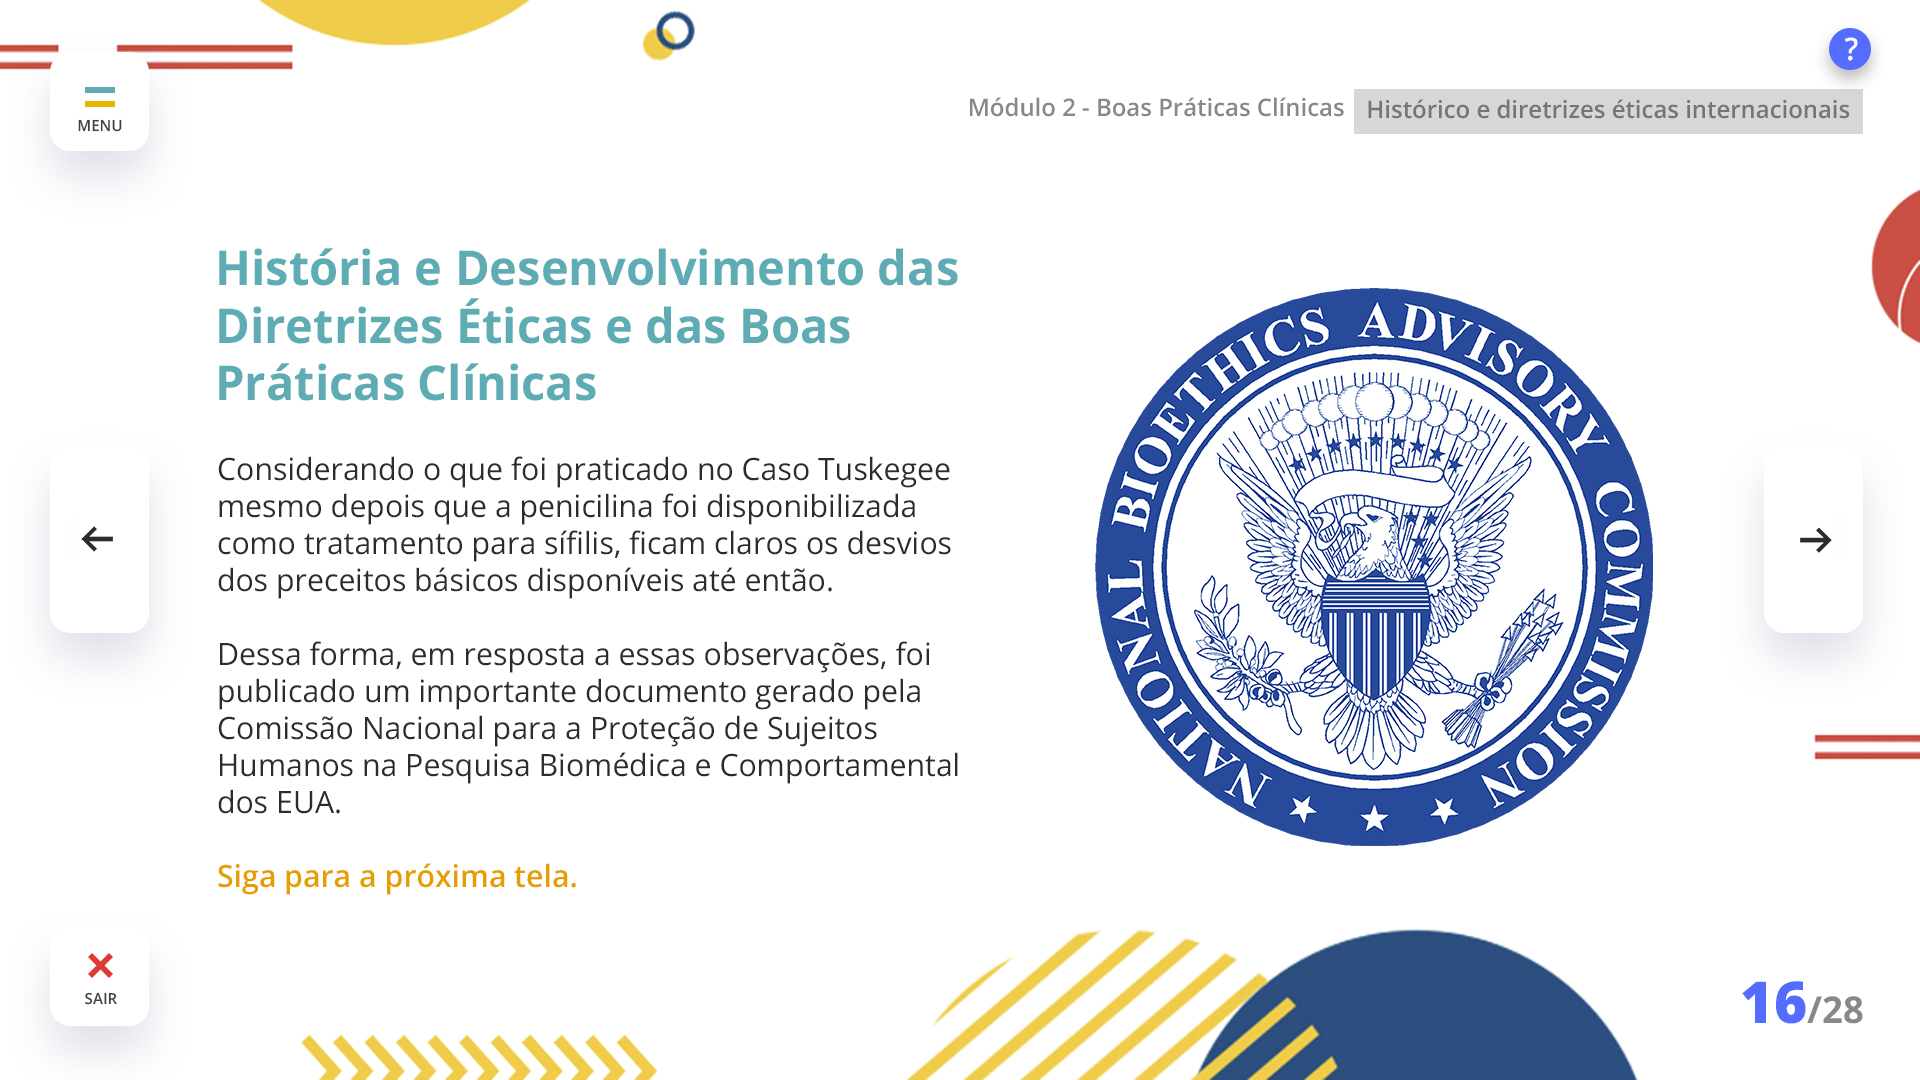 MENU
?
Módulo 2 - Boas Práticas Clínicas
Histórico e diretrizes éticas internacionais
História e Desenvolvimento das
Diretrizes Éticas e das Boas
Práticas Clínicas
Considerando o que foi praticado no Caso Tuskegee
mesmo depois que a penicilina foi disponibilizada
como tratamento para sífilis, ficam claros os desvios
dos preceitos básicos disponíveis até então.
Dessa forma, em resposta a essas observações, foi
publicado um importante documento gerado pela
Comissão Nacional para a Proteção de Sujeitos
Humanos na Pesquisa Biomédica e Comportamental
dos EUA.
Siga para a próxima tela.
NATIONAL BIOETHICS ADVISORY COMMISSION
SAIR
16/28